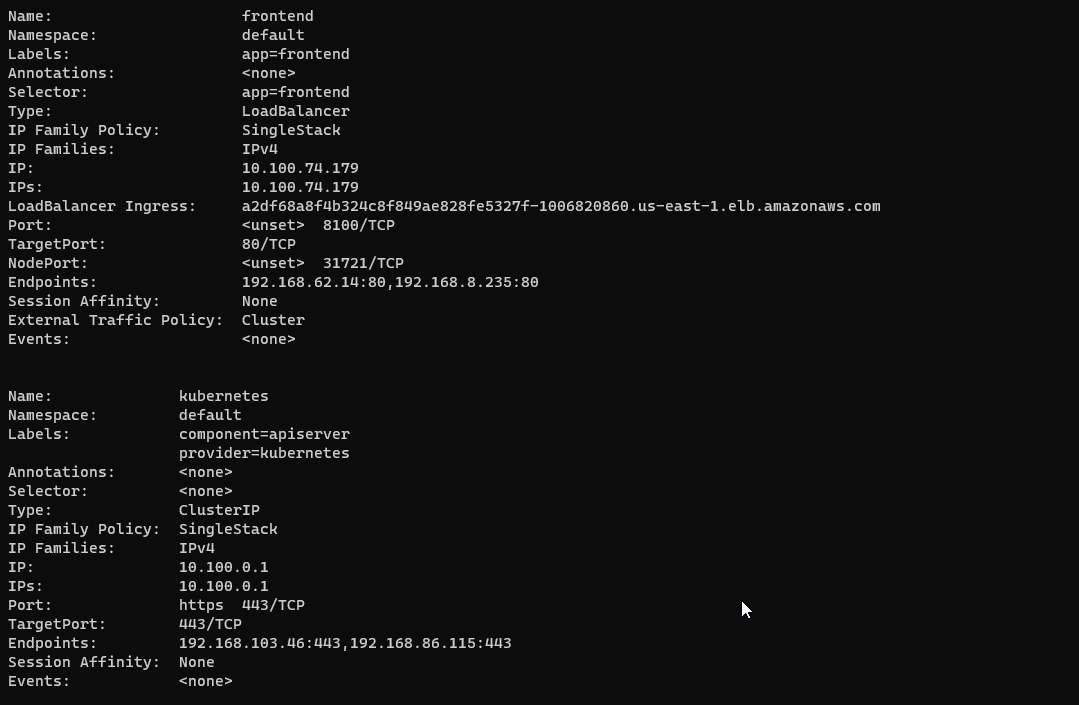 Name:                     frontend
Namespace:                default
Labels:                   app=frontend
Annotations:              <none>
Selector:                 app=frontend
Type:                     LoadBalancer
IP Family Policy:         SingleStack
IP Families:              IPv4
IP:                       10.100.74.179
IPs:                      10.100.74.179
LoadBalancer Ingress:     a2df68a8f4b324c8f849ae828fe5327f-1006820860.us-east-1.elb.amazonaws.com
Port:                     <unset>  8100/TCP
TargetPort:               80/TCP
NodePort:                 <unset>  31721/TCP
Endpoints:                192.168.62.14:80,192.168.8.235:80
Session Affinity:         None
External Traffic Policy:  Cluster
Events:                   <none>
Name:              kubernetes
Namespace:         default
Labels:            component=apiserver
                   provider=kubernetes
Annotations:       <none>
Selector:          <none>
Type:              ClusterIP
IP Family Policy:  SingleStack
IP Families:       IPv4
IP:                10.100.0.1
IPs:               10.100.0.1
Port:              https  443/TCP
TargetPort:        443/TCP
Endpoints:         192.168.103.46:443,192.168.86.115:443
Session Affinity:  None
Events:            <none>